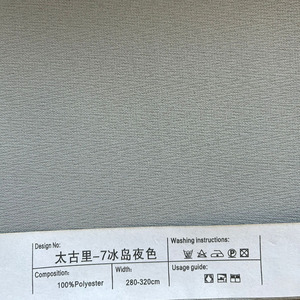 Design No:
太古里-7冰岛夜色
Washing instructions:
Composition:
100%Polyester
Width:
280-320cm
Usage guide: